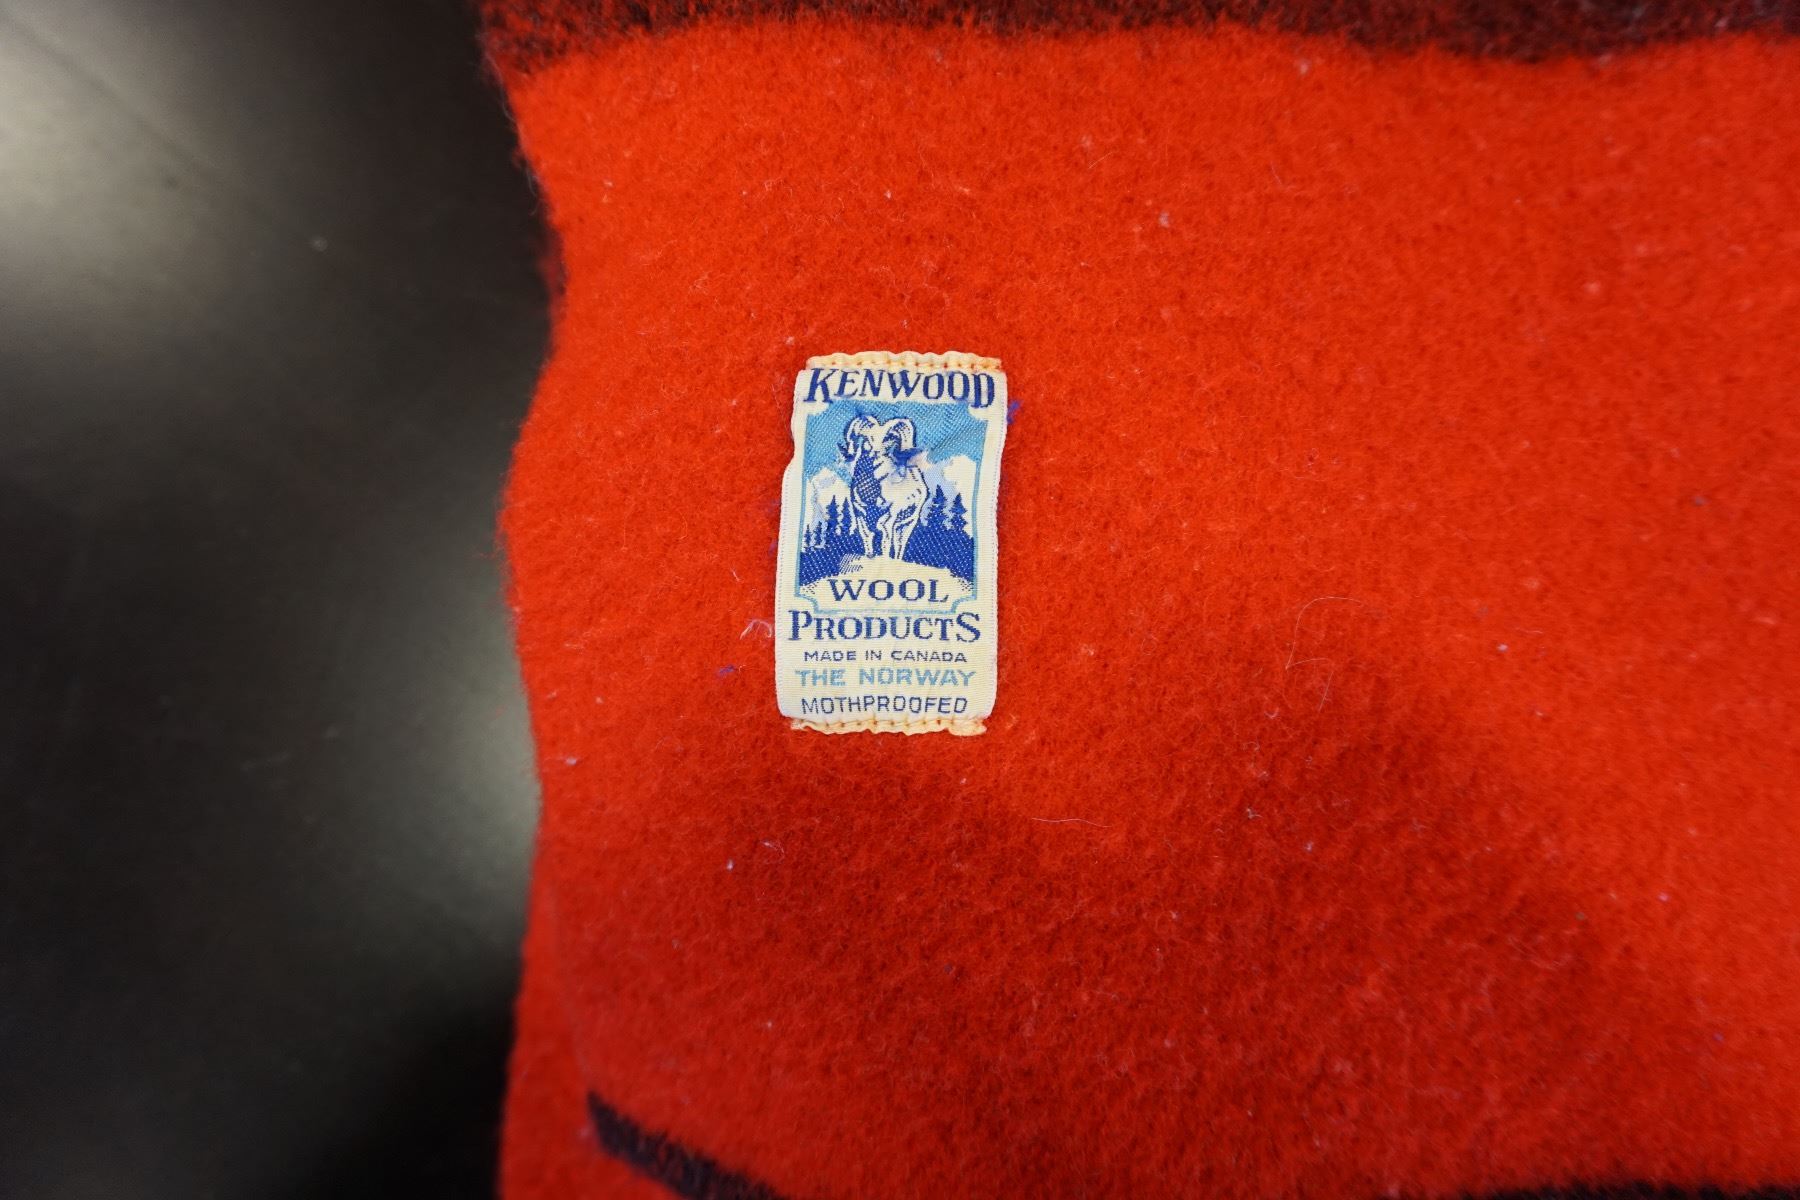 KENWOOD
WOOL
PRODUCTS
MADE IN CANADA
THE NORWAY
MOTHPROOFED